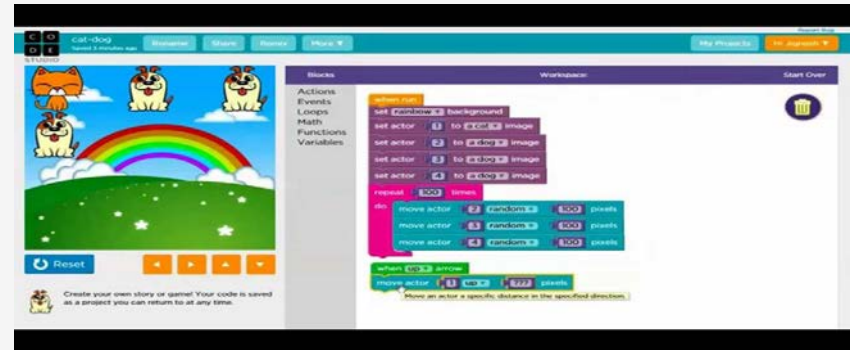 Report Bug
C O
D E
STUDIO
cat-dog
Saved 3 minutes ago
Rename
Share
Remix
More ▼
My Projects
Blocks
Workspace:
Start Over
Actions
Events
Loops
Math
Functions
Variables
when run
set rainbow background
set actor 1 to a cat image
set actor 2 to a dog image
set actor 3 to a dog image
set actor 4 to a dog image
repeat 100 times
do move actor 2 random 100 pixels
move actor 3 random 100 pixels
move actor 4 random 100 pixels
when up arrow
move actor 1 up ??? pixels
Move an actor a specific distance in the specified direction.
Reset
Create your own story or game! Your code is saved
as a project you can return to at any time.